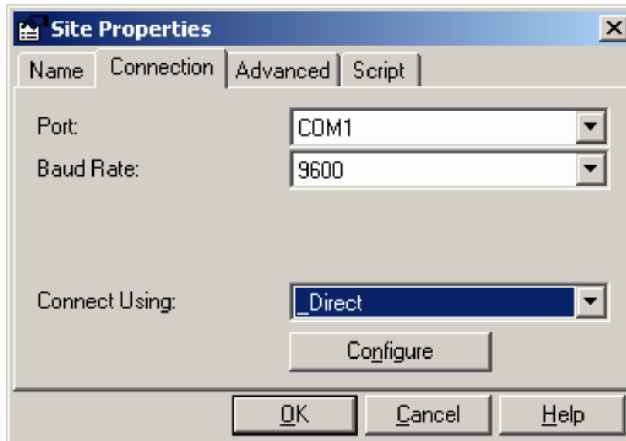 Site Properties
Name Connection Advanced Script
Port: COM1
Baud Rate: 9600
Connect Using: _Direct
Configure
OK Cancel Help